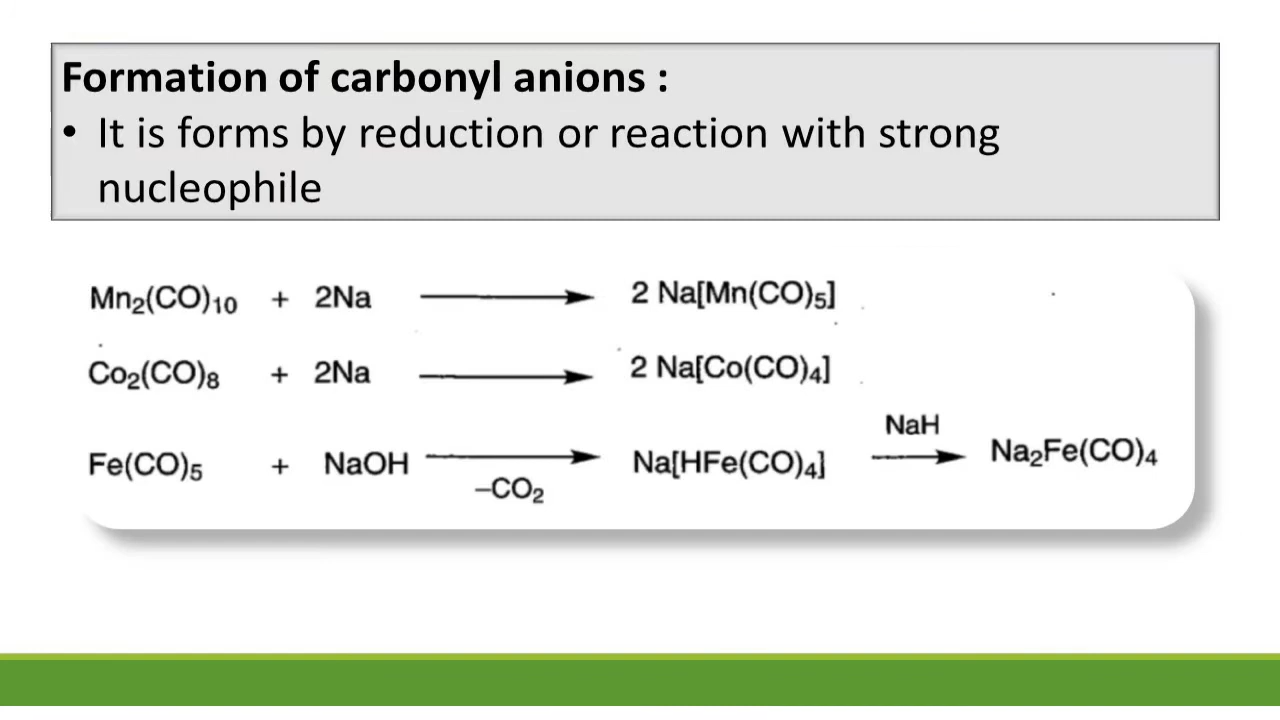 Formation of carbonyl anions :
• It is forms by reduction or reaction with strong
nucleophile
Mn₂(CO)₁₀ + 2Na ⟶ 2 Na[Mn(CO)₅]
Co₂(CO)₈ + 2Na ⟶ 2 Na[Co(CO)₄]
NaH
Fe(CO)₅ + NaOH ⟶ Na[HFe(CO)₄] ⟶ Na₂Fe(CO)₄
–CO₂